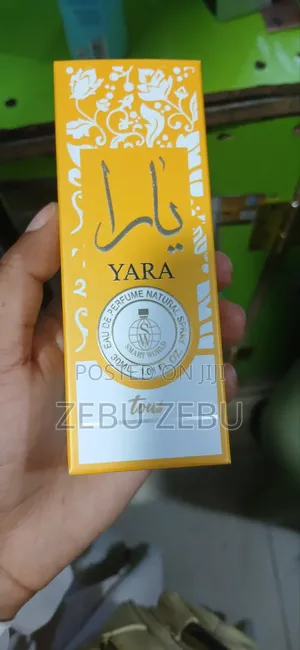 يارا
YARA
EAU DE PERFUME NATURAL SPRAY
SW
SMART WORLD
30ML 1.0
OZ
POSTED ON JIJI
ZEBU ZEBU
tous